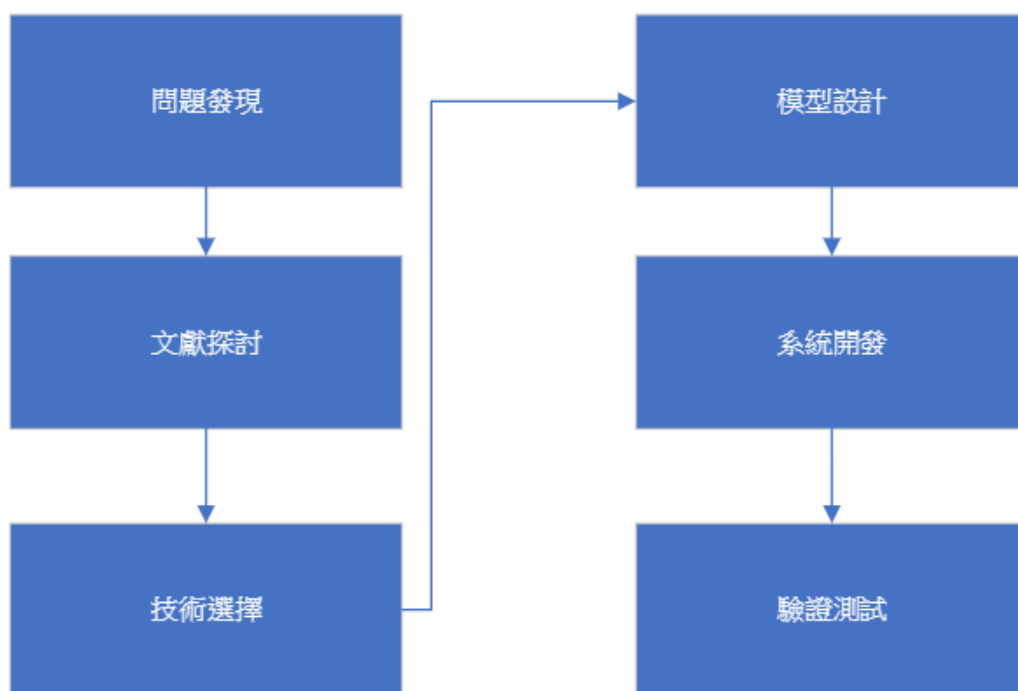 問題發現
文獻探討
技術選擇
模型設計
系統開發
驗證測試